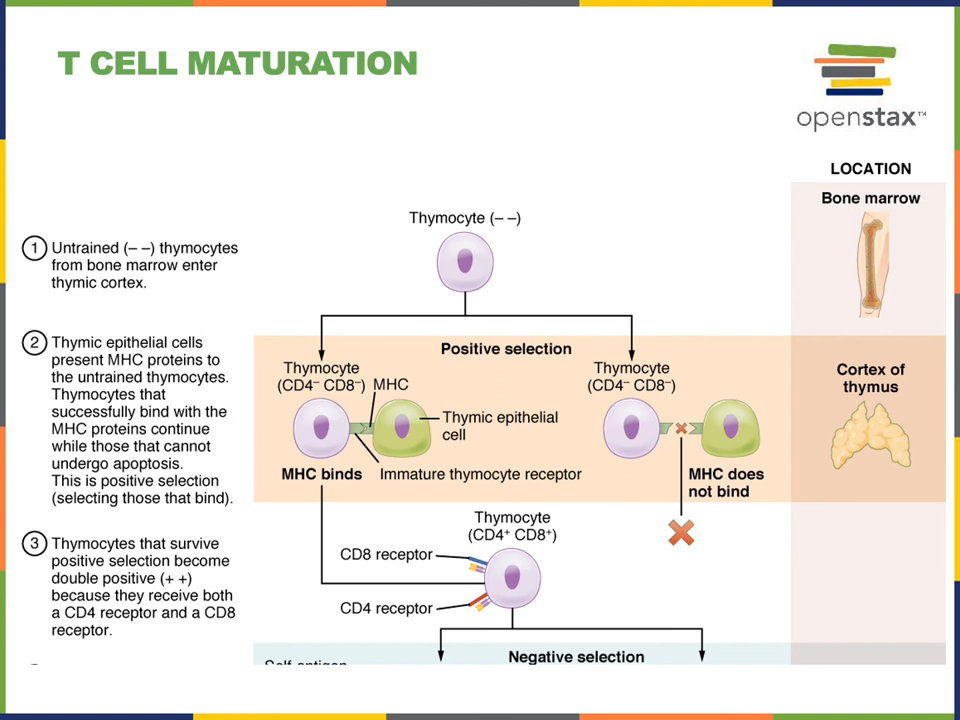 T CELL MATURATION
openstax™
LOCATION
Bone marrow
Thymocyte (– –)
1 Untrained (– –) thymocytes
from bone marrow enter
thymic cortex.
2 Thymic epithelial cells
present MHC proteins to
the untrained thymocytes.
Thymocytes that
successfully bind with the
MHC proteins continue
while those that cannot
undergo apoptosis.
This is positive selection
(selecting those that bind).
Positive selection
Thymocyte
(CD4⁻ CD8⁻)
MHC
Thymic epithelial
cell
MHC binds
Immature thymocyte receptor
Thymocyte
(CD4⁻ CD8⁻)
MHC does
not bind
Cortex of
thymus
3 Thymocytes that survive
positive selection become
double positive (+ +)
because they receive both
a CD4 receptor and a CD8
receptor.
Thymocyte
(CD4⁺ CD8⁺)
CD8 receptor
CD4 receptor
Self-antigen
Negative selection